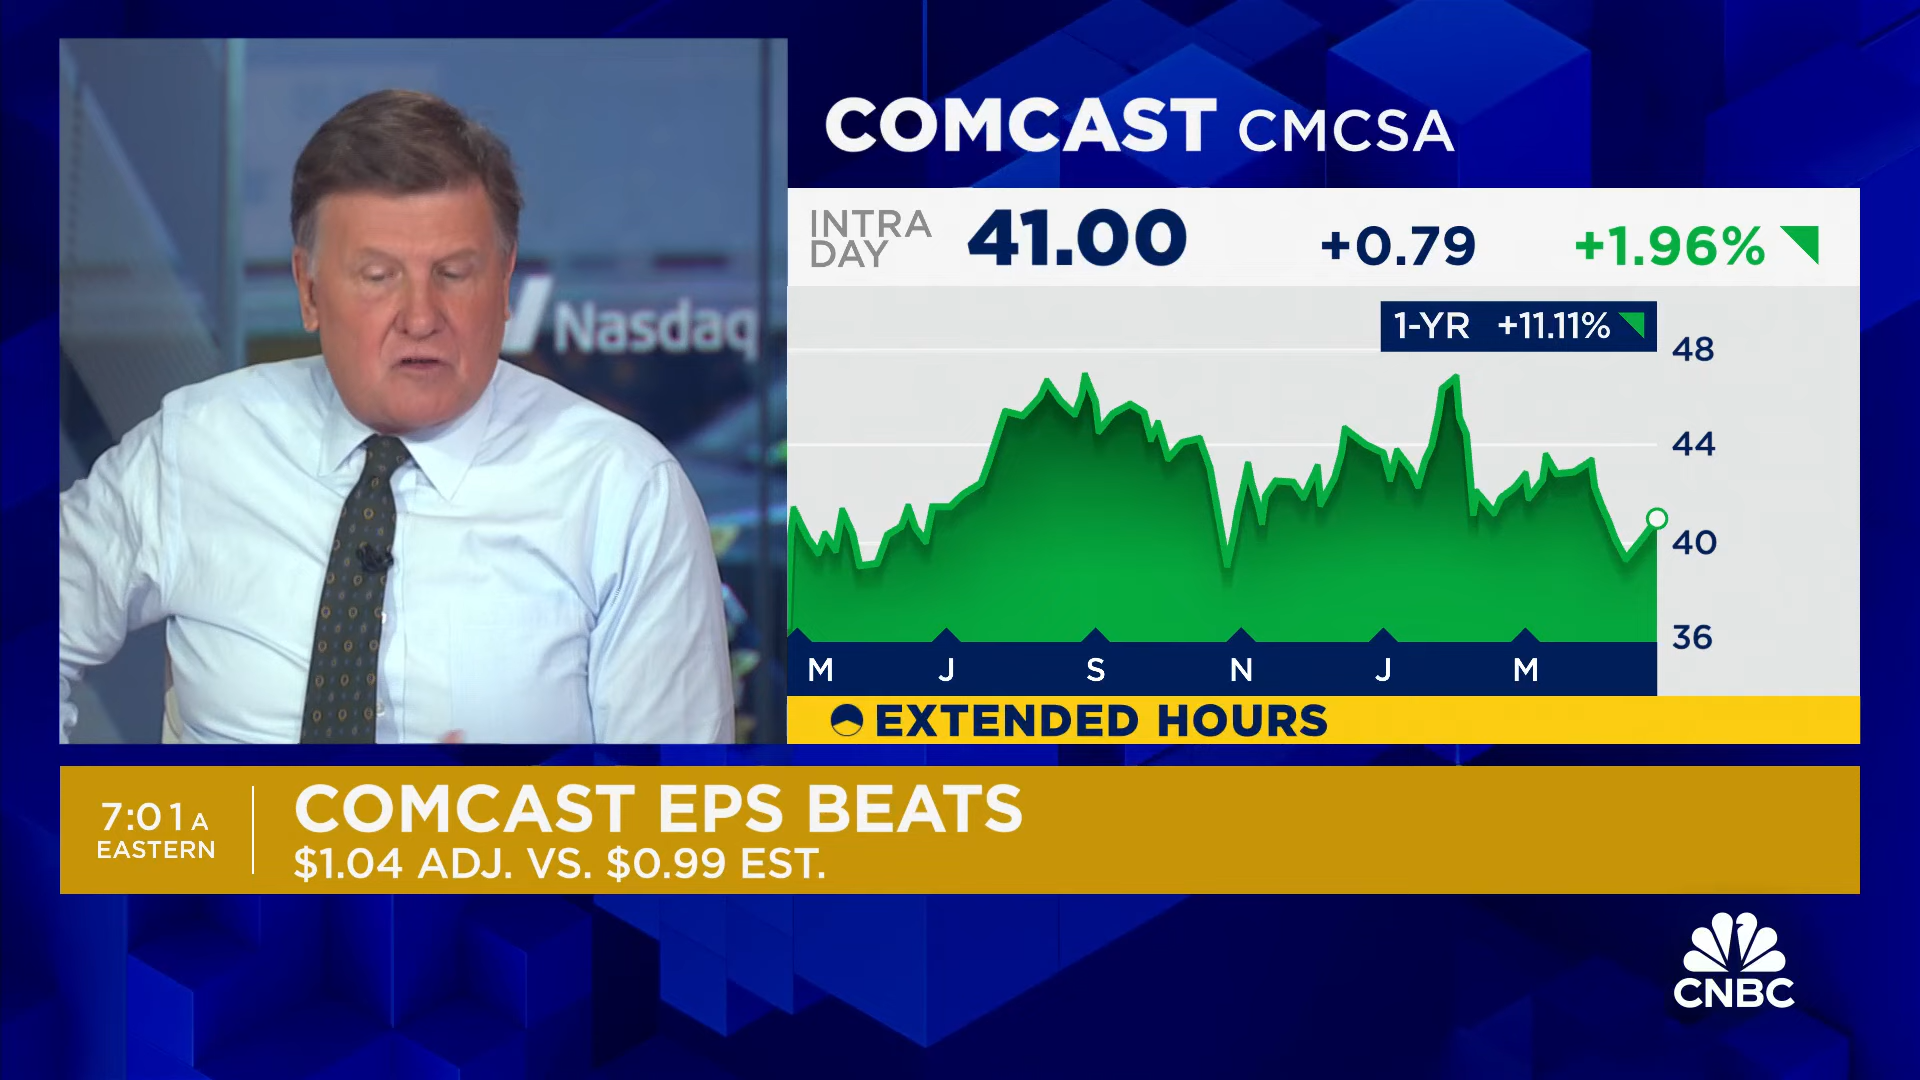 Nasdaq
COMCAST CMCSA
INTRA DAY 41.00 +0.79 +1.96%
1-YR +11.11%
48
44
40
36
M J S N J M
EXTENDED HOURS
7:01 A
EASTERN
COMCAST EPS BEATS
$1.04 ADJ. VS. $0.99 EST.
CNBC